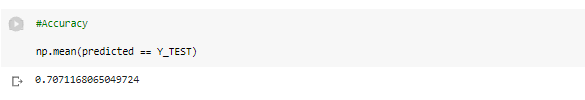 #Accuracy
np.mean(predicted == Y_TEST)
0.7071168065049724